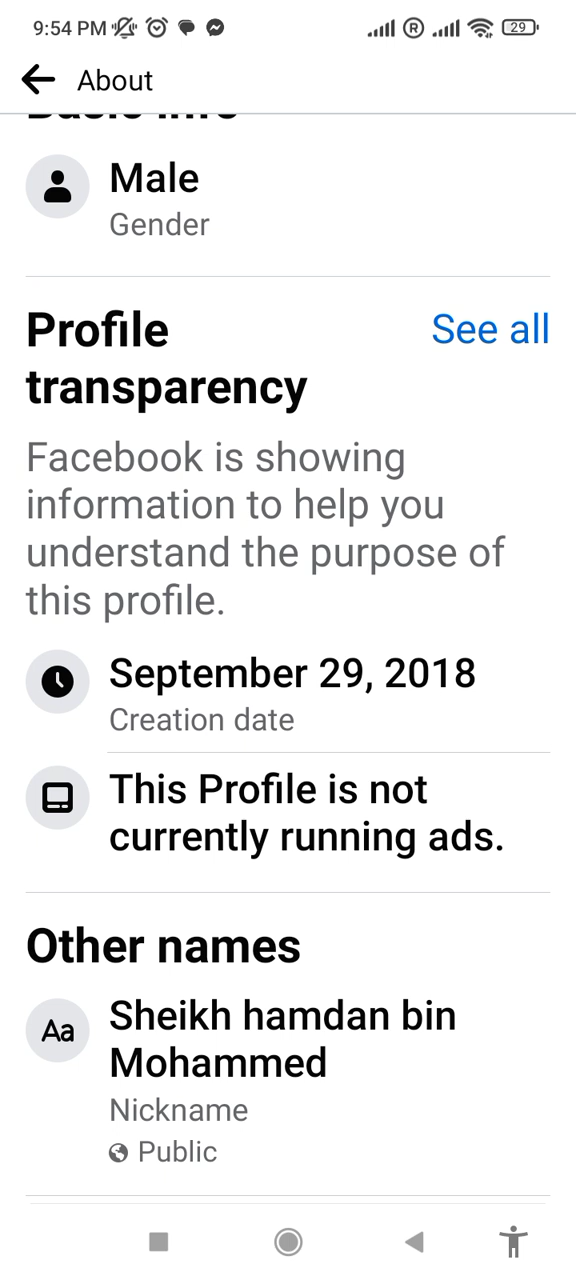 9:54 PM
R
29
About
Basic info
Male
Gender
Profile
transparency
See all
Facebook is showing
information to help you
understand the purpose of
this profile.
September 29, 2018
Creation date
This Profile is not
currently running ads.
Other names
Aa
Sheikh hamdan bin
Mohammed
Nickname
Public